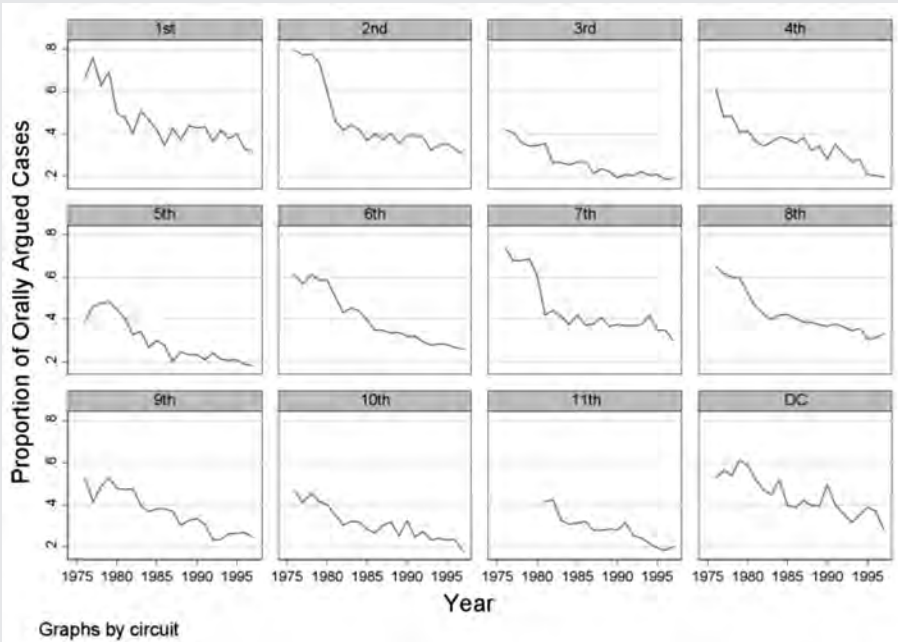 Proportion of Orally Argued Cases
1st 2nd 3rd 4th
.8
.6
.4
.2
5th 6th 7th 8th
.8
.6
.4
.2
9th 10th 11th DC
.8
.6
.4
.2
1975 1980 1985 1990 1995 1975 1980 1985 1990 1995 1975 1980 1985 1990 1995 1975 1980 1985 1990 1995
Year
Graphs by circuit